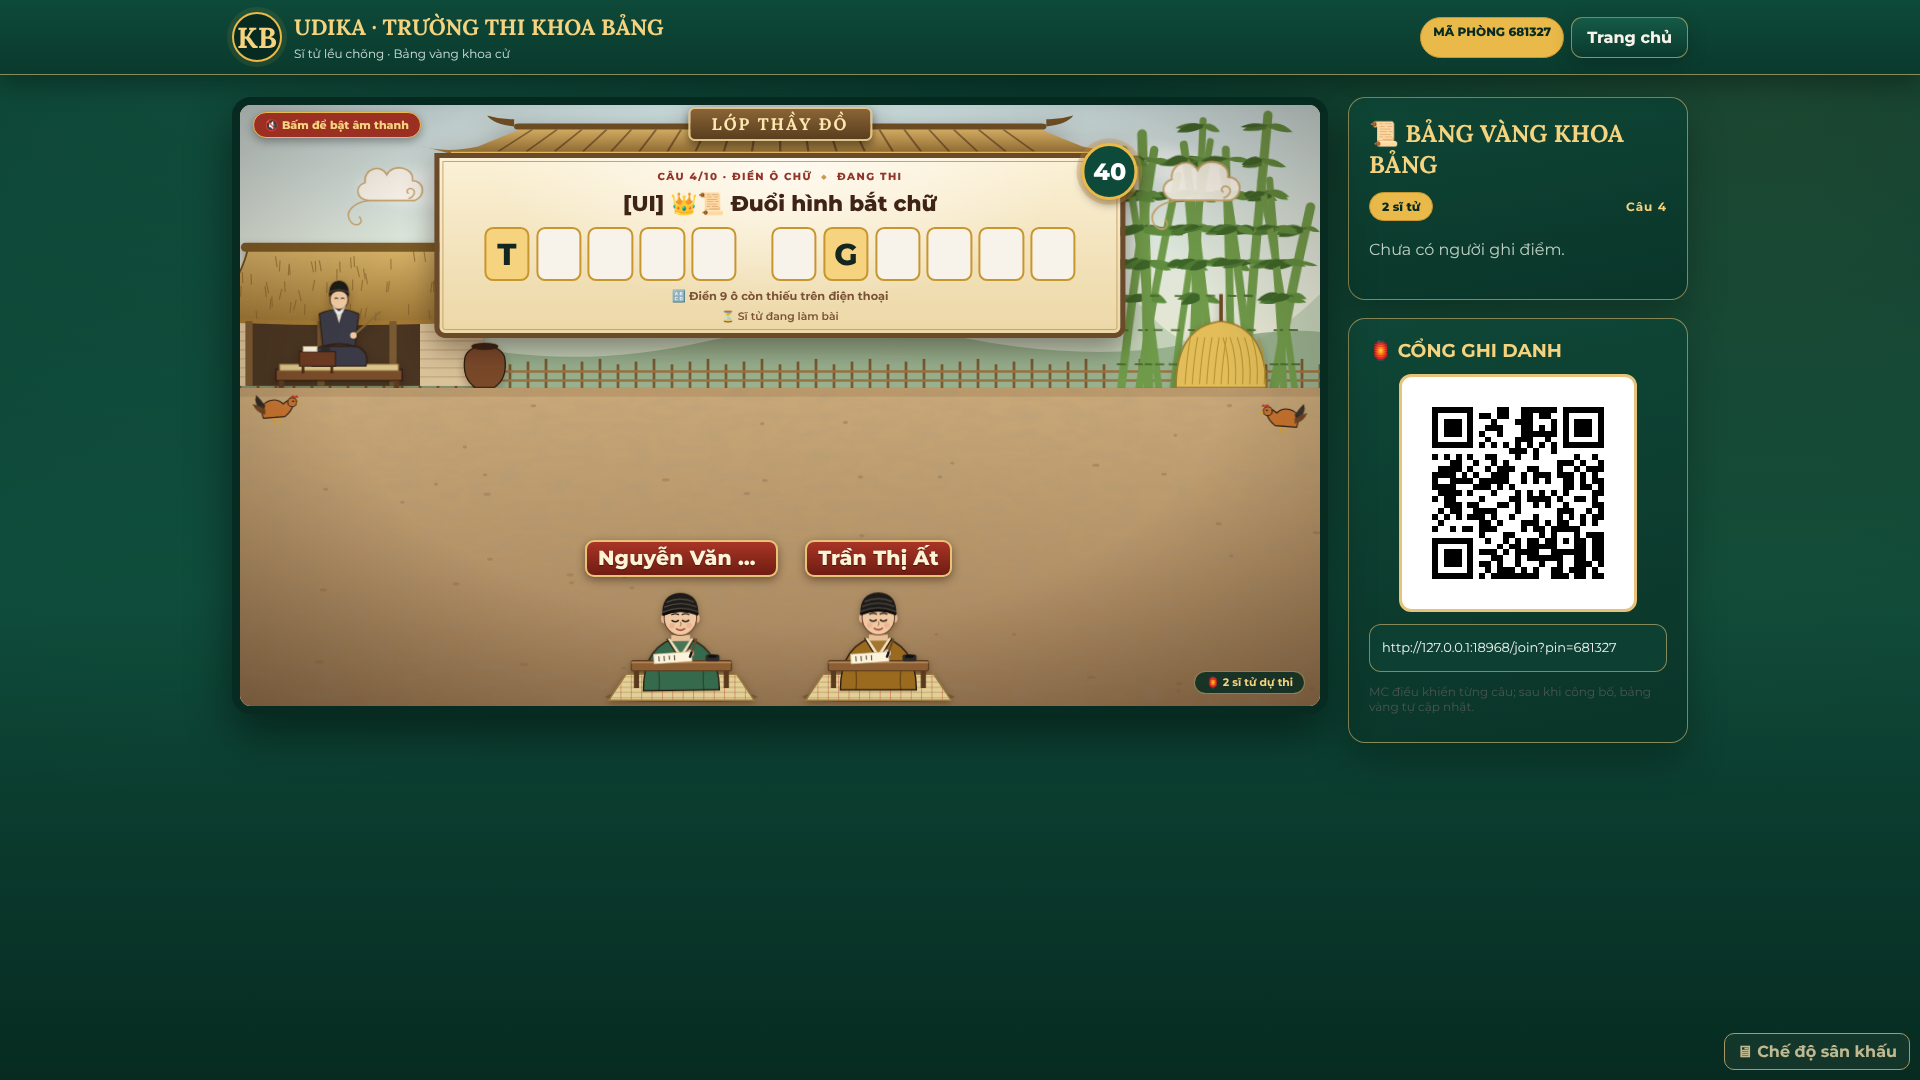 KB
UDIKA · TRƯỜNG THI KHOA BẢNG
Sĩ tử lều chõng · Bảng vàng khoa cử
MÃ PHÒNG 681327
Trang chủ
🔇 Bấm để bật âm thanh
LỚP THẦY ĐỒ
CÂU 4/10 · ĐIỀN Ô CHỮ ◆ ĐANG THI
40
[UI] 👑📜 Đuổi hình bắt chữ
T G
🔠 Điền 9 ô còn thiếu trên điện thoại
⏳ Sĩ tử đang làm bài
Nguyễn Văn ...
Trần Thị Ất
🏮 2 sĩ tử dự thi
📜 BẢNG VÀNG KHOA
BẢNG
2 sĩ tử
Câu 4
Chưa có người ghi điểm.
🏮 CỔNG GHI DANH
http://127.0.0.1:18968/join?pin=681327
MC điều khiển từng câu; sau khi công bố, bảng
vàng tự cập nhật.
🖥 Chế độ sân khấu